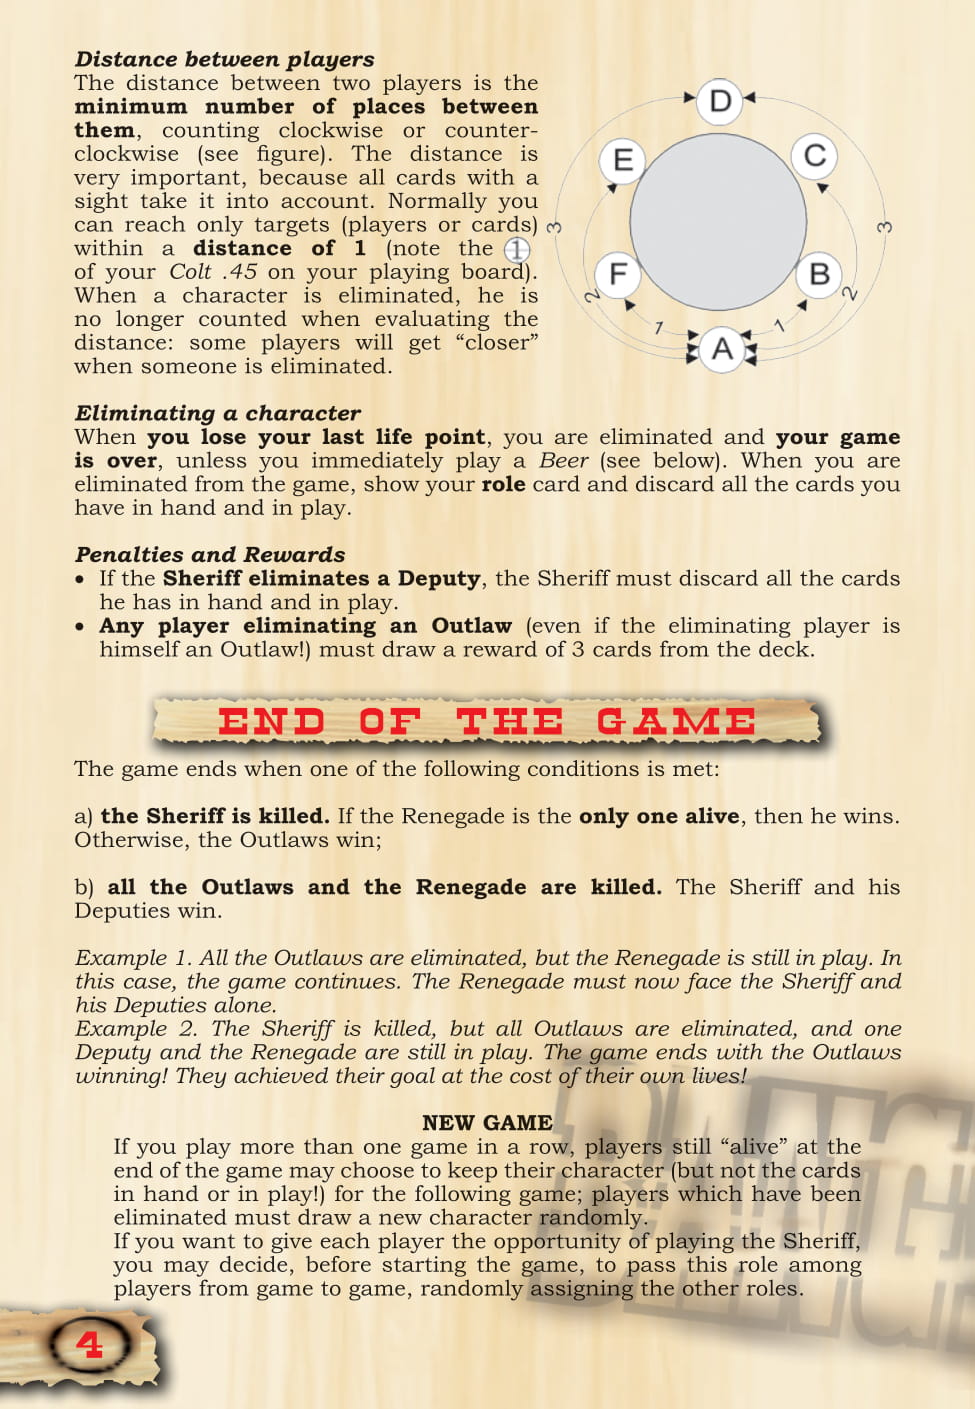 Distance between players
The distance between two players is the
minimum number of places between
them, counting clockwise or counter-
clockwise (see figure). The distance is
very important, because all cards with a
sight take it into account. Normally you
can reach only targets (players or cards)
within a distance of 1 (note the 1
of your Colt .45 on your playing board).
When a character is eliminated, he is
no longer counted when evaluating the
distance: some players will get “closer”
when someone is eliminated.
D
E
C
3
3
F
B
2
2
1
1
A
Eliminating a character
When you lose your last life point, you are eliminated and your game
is over, unless you immediately play a Beer (see below). When you are
eliminated from the game, show your role card and discard all the cards you
have in hand and in play.
Penalties and Rewards
• If the Sheriff eliminates a Deputy, the Sheriff must discard all the cards
he has in hand and in play.
• Any player eliminating an Outlaw (even if the eliminating player is
himself an Outlaw!) must draw a reward of 3 cards from the deck.
END OF THE GAME
The game ends when one of the following conditions is met:
a) the Sheriff is killed. If the Renegade is the only one alive, then he wins.
Otherwise, the Outlaws win;
b) all the Outlaws and the Renegade are killed. The Sheriff and his
Deputies win.
Example 1. All the Outlaws are eliminated, but the Renegade is still in play. In
this case, the game continues. The Renegade must now face the Sheriff and
his Deputies alone.
Example 2. The Sheriff is killed, but all Outlaws are eliminated, and one
Deputy and the Renegade are still in play. The game ends with the Outlaws
winning! They achieved their goal at the cost of their own lives!
NEW GAME
If you play more than one game in a row, players still “alive” at the
end of the game may choose to keep their character (but not the cards
in hand or in play!) for the following game; players which have been
eliminated must draw a new character randomly.
If you want to give each player the opportunity of playing the Sheriff,
you may decide, before starting the game, to pass this role among
players from game to game, randomly assigning the other roles.
BANG
4